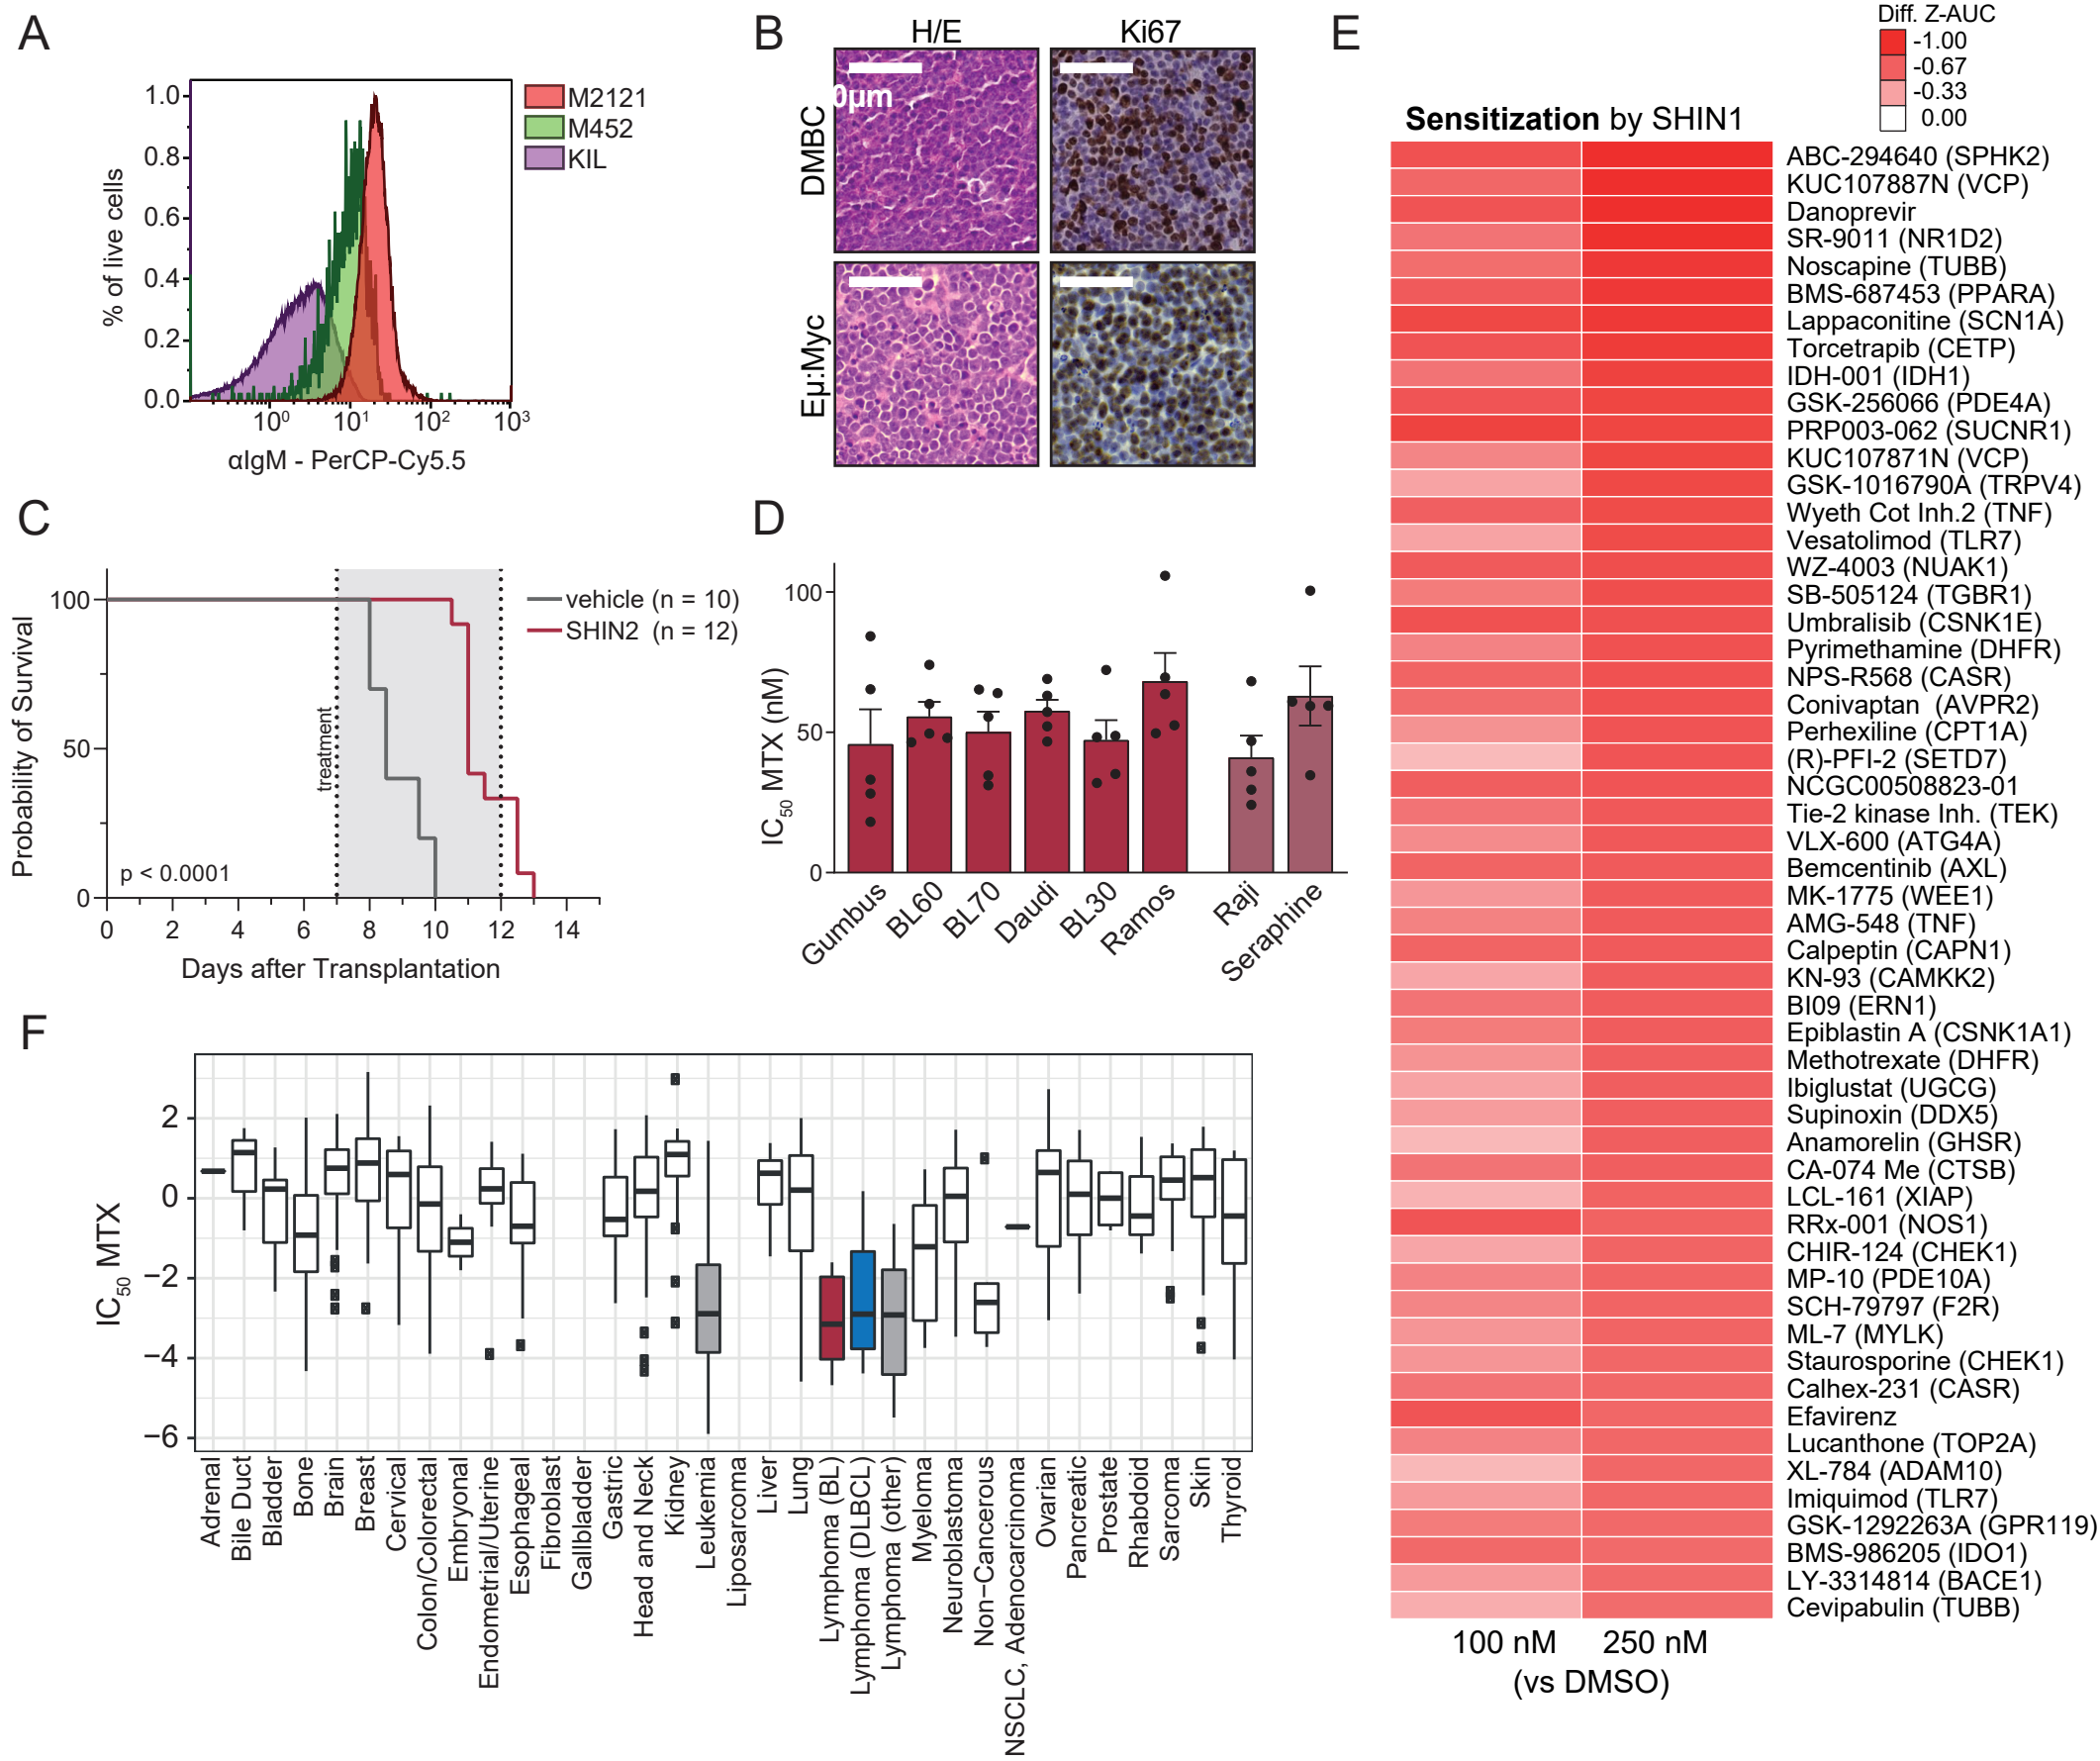 A
1.0
0.8
0.6
0.4
0.2
0.0
% of live cells
10⁰
10¹
10²
10³
αIgM - PerCP-Cy5.5
M2121
M452
KIL
B
H/E
Ki67
DMBC
Eµ:Myc
0µm
C
100
50
0
Probability of Survival
treatment
p < 0.0001
0
2
4
6
8
10
12
14
Days after Transplantation
vehicle (n = 10)
SHIN2 (n = 12)
D
100
50
0
IC₅₀ MTX (nM)
Gumbus
BL60
BL70
Daudi
BL30
Ramos
Raji
Seraphine
E
Diff. Z-AUC
-1.00
-0.67
-0.33
0.00
Sensitization by SHIN1
ABC-294640 (SPHK2)
KUC107887N (VCP)
Danoprevir
SR-9011 (NR1D2)
Noscapine (TUBB)
BMS-687453 (PPARA)
Lappaconitine (SCN1A)
Torcetrapib (CETP)
IDH-001 (IDH1)
GSK-256066 (PDE4A)
PRP003-062 (SUCNR1)
KUC107871N (VCP)
GSK-1016790A (TRPV4)
Wyeth Cot Inh.2 (TNF)
Vesatolimod (TLR7)
WZ-4003 (NUAK1)
SB-505124 (TGBR1)
Umbralisib (CSNK1E)
Pyrimethamine (DHFR)
NPS-R568 (CASR)
Conivaptan (AVPR2)
Perhexiline (CPT1A)
(R)-PFI-2 (SETD7)
NCGC00508823-01
Tie-2 kinase Inh. (TEK)
VLX-600 (ATG4A)
Bemcentinib (AXL)
MK-1775 (WEE1)
AMG-548 (TNF)
Calpeptin (CAPN1)
KN-93 (CAMKK2)
BI09 (ERN1)
Epiblastin A (CSNK1A1)
Methotrexate (DHFR)
Ibiglustat (UGCG)
Supinoxin (DDX5)
Anamorelin (GHSR)
CA-074 Me (CTSB)
LCL-161 (XIAP)
RRx-001 (NOS1)
CHIR-124 (CHEK1)
MP-10 (PDE10A)
SCH-79797 (F2R)
ML-7 (MYLK)
Staurosporine (CHEK1)
Calhex-231 (CASR)
Efavirenz
Lucanthone (TOP2A)
XL-784 (ADAM10)
Imiquimod (TLR7)
GSK-1292263A (GPR119)
BMS-986205 (IDO1)
LY-3314814 (BACE1)
Cevipabulin (TUBB)
100 nM
250 nM
(vs DMSO)
F
2
0
−2
−4
−6
IC₅₀ MTX
Adrenal
Bile Duct
Bladder
Bone
Brain
Breast
Cervical
Colon/Colorectal
Embryonal
Endometrial/Uterine
Esophageal
Fibroblast
Gallbladder
Gastric
Head and Neck
Kidney
Leukemia
Liposarcoma
Liver
Lung
Lymphoma (BL)
Lymphoma (DLBCL)
Lymphoma (other)
Myeloma
Neuroblastoma
Non−Cancerous
NSCLC, Adenocarcinoma
Ovarian
Pancreatic
Prostate
Rhabdoid
Sarcoma
Skin
Thyroid